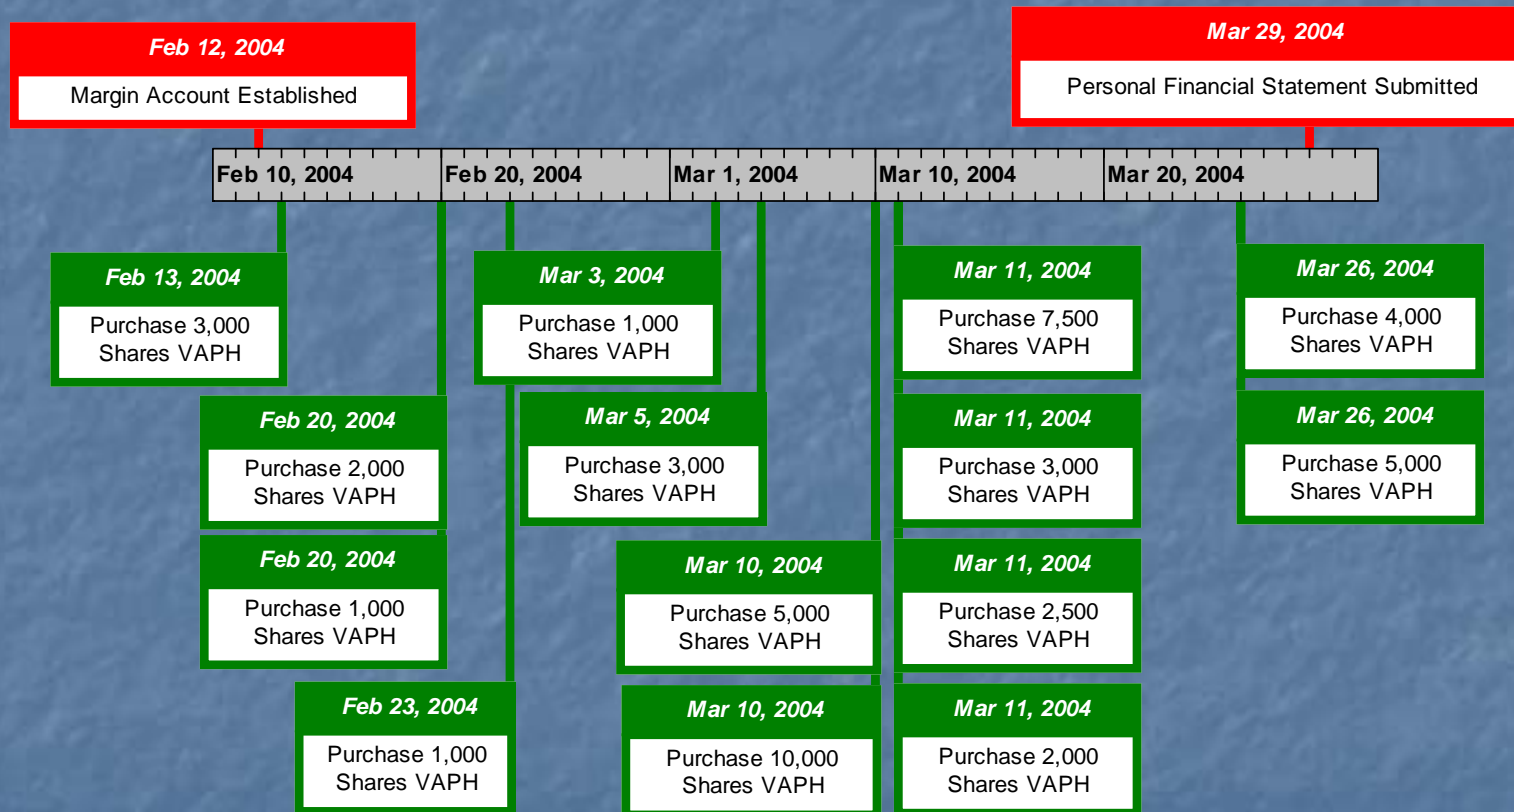 Feb 12, 2004
Margin Account Established
Mar 29, 2004
Personal Financial Statement Submitted
Feb 10, 2004
Feb 20, 2004
Mar 1, 2004
Mar 10, 2004
Mar 20, 2004
Feb 13, 2004
Purchase 3,000
Shares VAPH
Feb 20, 2004
Purchase 2,000
Shares VAPH
Feb 20, 2004
Purchase 1,000
Shares VAPH
Feb 23, 2004
Purchase 1,000
Shares VAPH
Mar 3, 2004
Purchase 1,000
Shares VAPH
Mar 5, 2004
Purchase 3,000
Shares VAPH
Mar 10, 2004
Purchase 5,000
Shares VAPH
Mar 10, 2004
Purchase 10,000
Shares VAPH
Mar 11, 2004
Purchase 7,500
Shares VAPH
Mar 11, 2004
Purchase 3,000
Shares VAPH
Mar 11, 2004
Purchase 2,500
Shares VAPH
Mar 11, 2004
Purchase 2,000
Shares VAPH
Mar 26, 2004
Purchase 4,000
Shares VAPH
Mar 26, 2004
Purchase 5,000
Shares VAPH